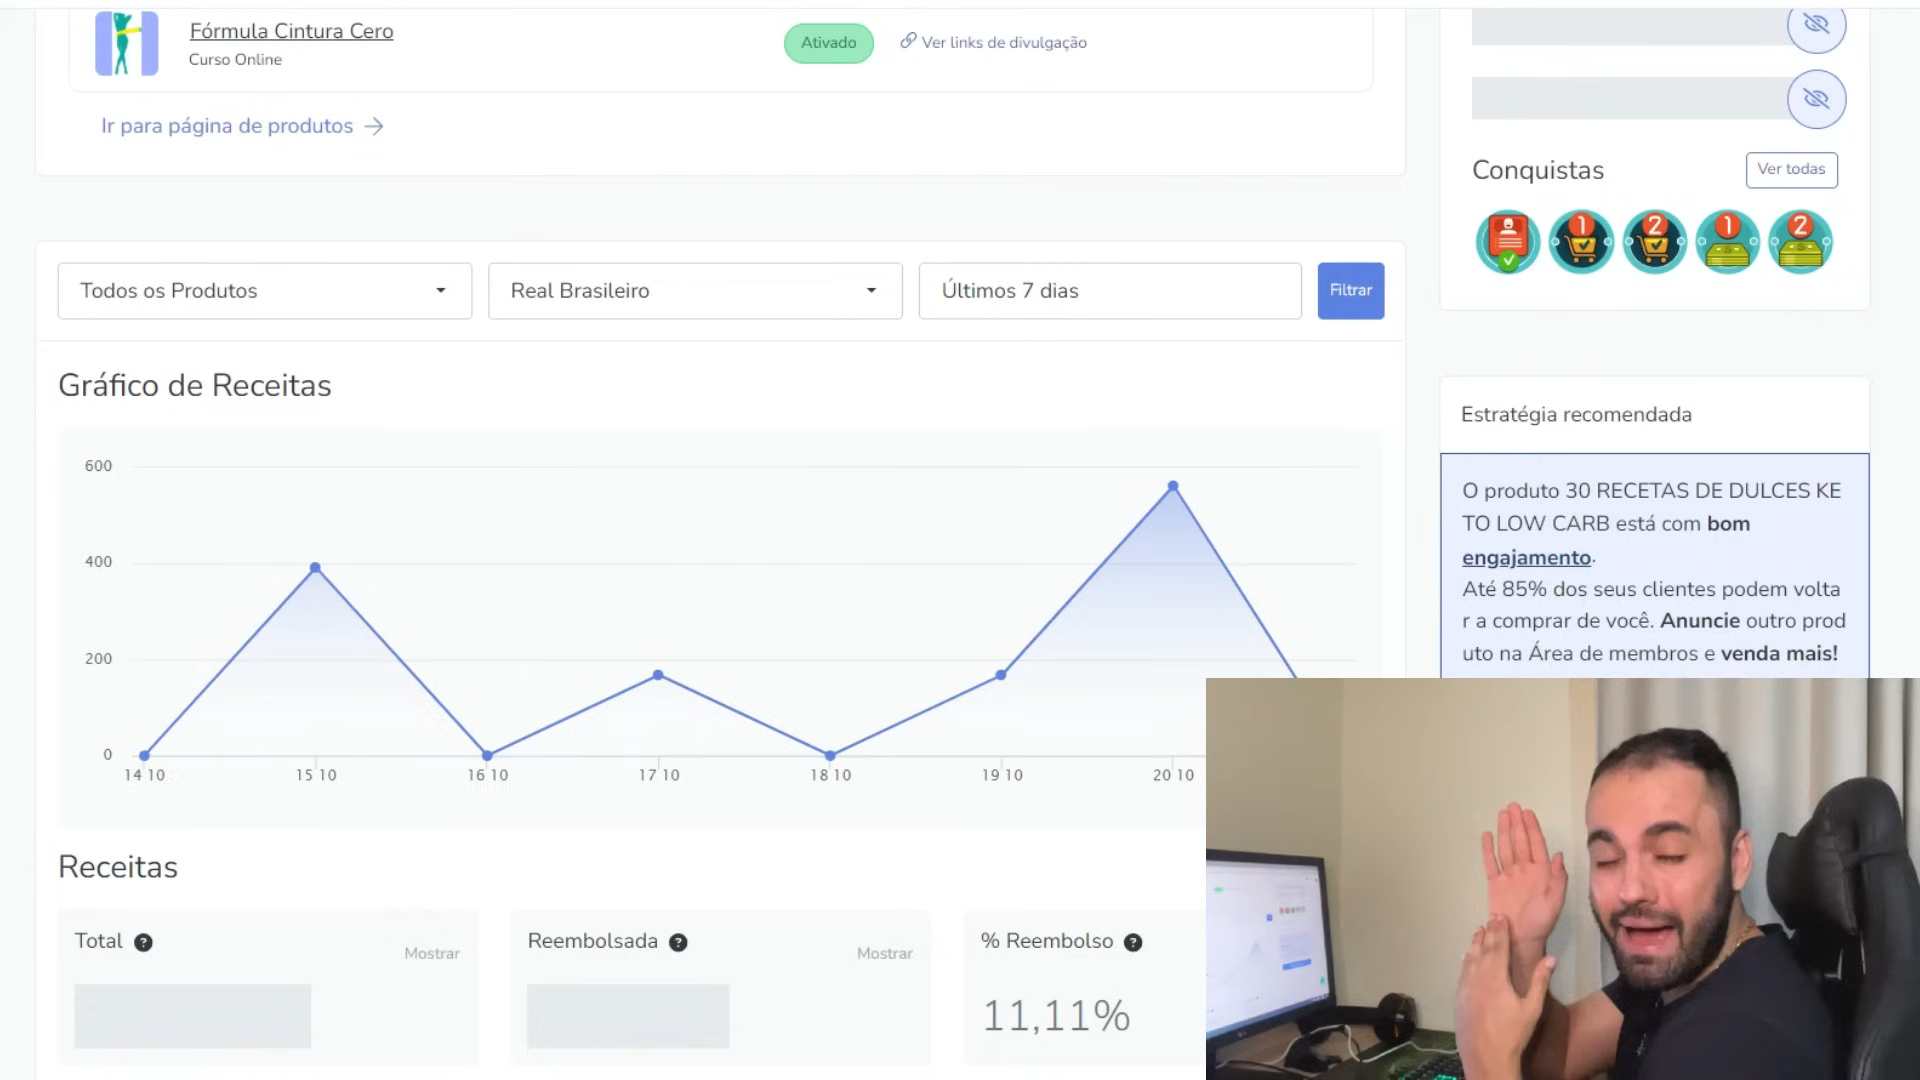 Fórmula Cintura Cero
Curso Online
Ativado
Ver links de divulgação
Ir para página de produtos
Todos os Produtos
Real Brasileiro
Últimos 7 dias
Filtrar
Gráfico de Receitas
600
400
200
0
14 10
15 10
16 10
17 10
18 10
19 10
20 10
Receitas
Total ?
Mostrar
Reembolsada ?
Mostrar
% Reembolso ?
11,11%
Conquistas
Ver todas
1
2
1
2
Estratégia recomendada
O produto 30 RECETAS DE DULCES KE
TO LOW CARB está com bom
engajamento.
Até 85% dos seus clientes podem volta
r a comprar de você. Anuncie outro prod
uto na Área de membros e venda mais!